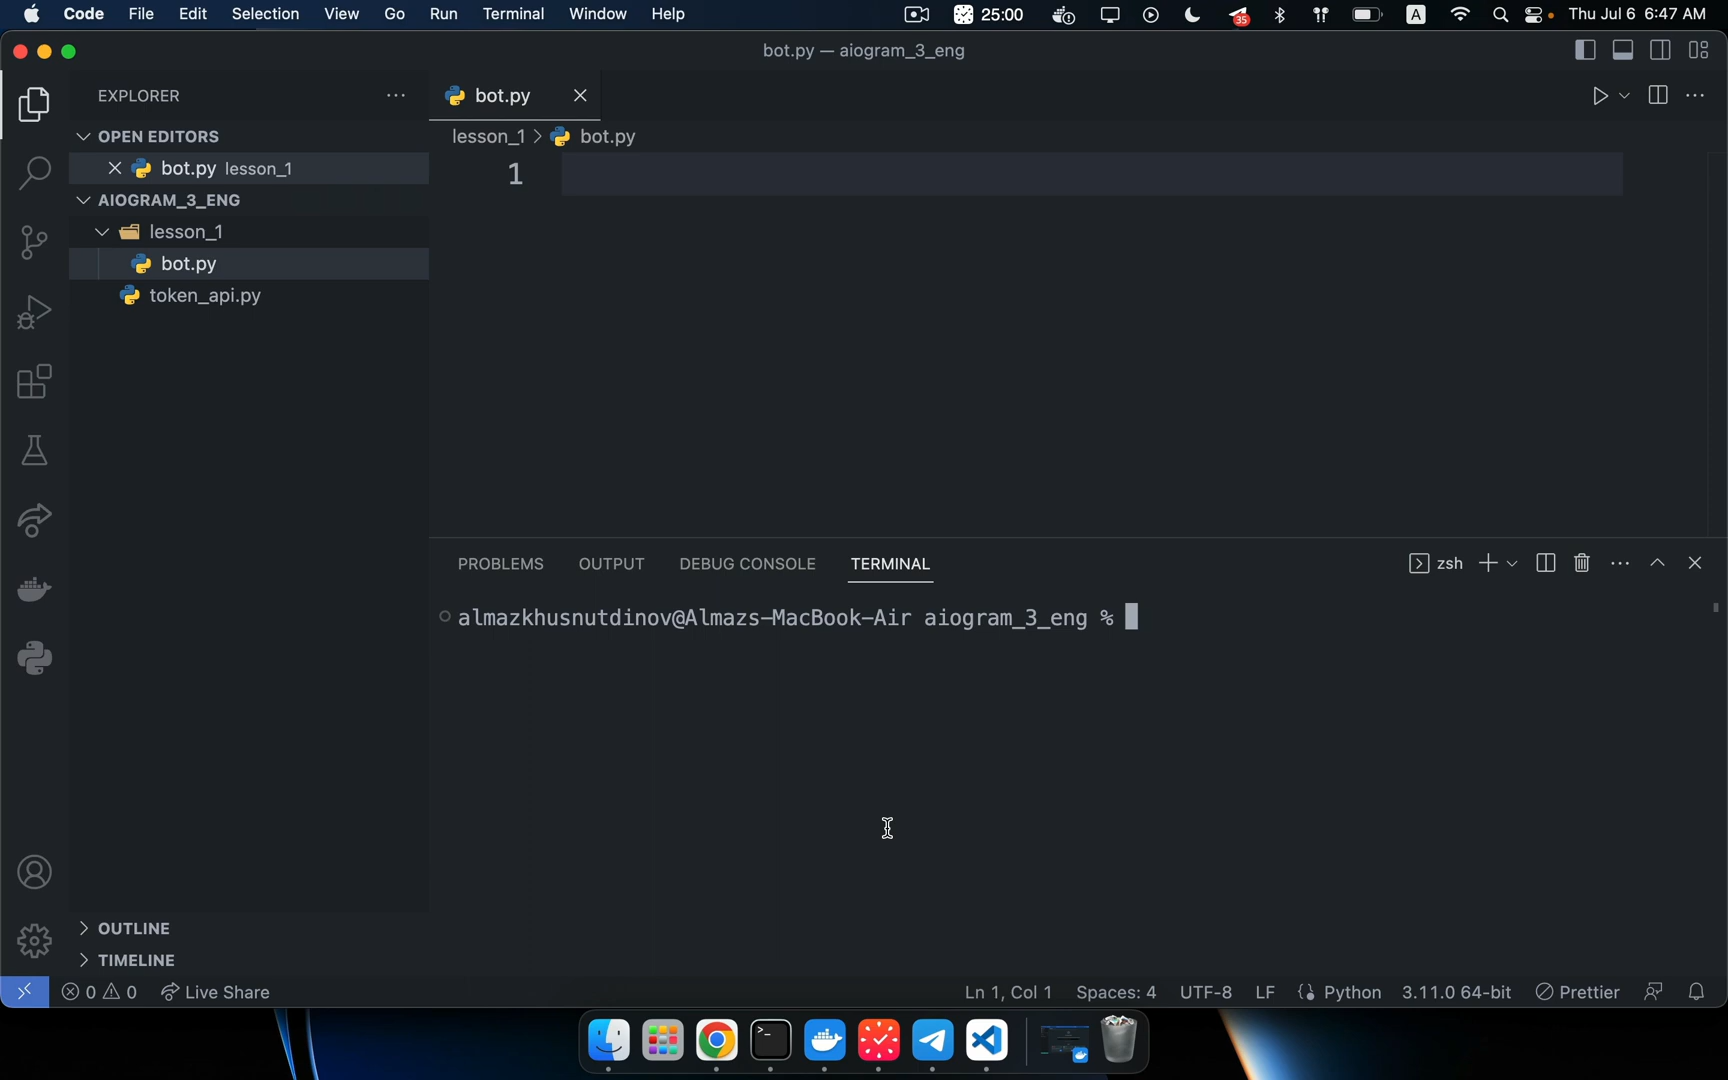 Code File Edit Selection View Go Run Terminal Window Help 25:00 35 A Thu Jul 6 6:47 AM
bot.py — aiogram_3_eng
EXPLORER
bot.py
OPEN EDITORS
lesson_1 > bot.py
bot.py lesson_1
1
AIOGRAM_3_ENG
lesson_1
bot.py
token_api.py
PROBLEMS OUTPUT DEBUG CONSOLE TERMINAL zsh
almazkhusnutdinov@Almazs-MacBook-Air aiogram_3_eng %
OUTLINE
TIMELINE
0 0 Live Share Ln 1, Col 1 Spaces: 4 UTF-8 LF Python 3.11.0 64-bit Prettier